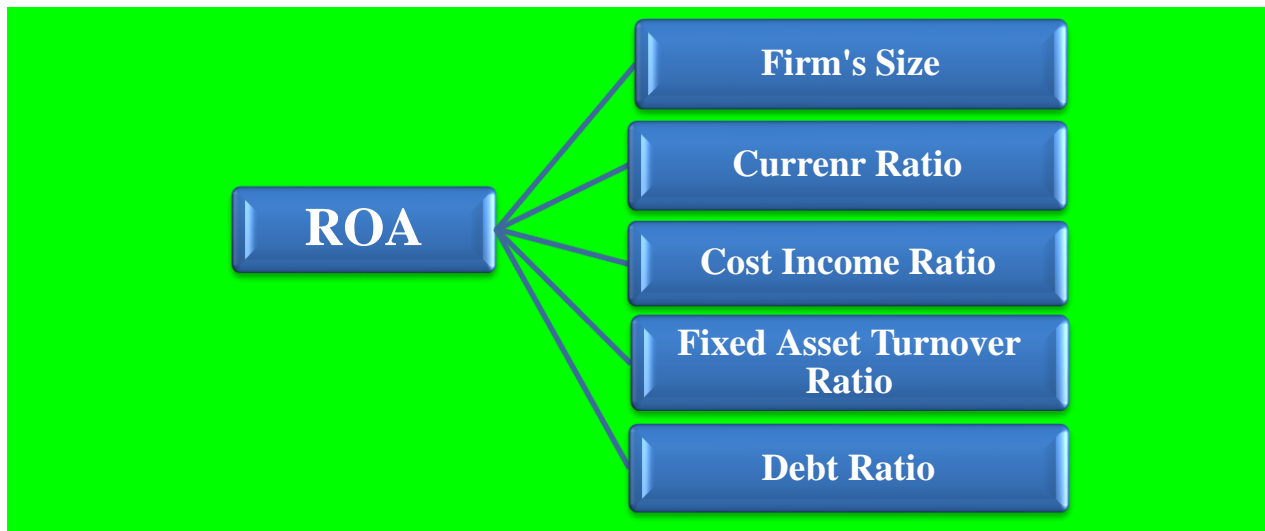 ROA
Firm's Size
Currenr Ratio
Cost Income Ratio
Fixed Asset Turnover
Ratio
Debt Ratio